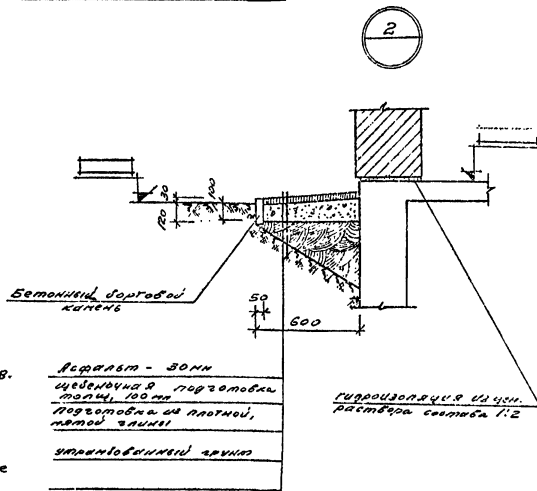 2
30
100
120
Бетонный бортовой
камень
50
600
в.
Асфальт - 30мм
щебеночная подготовка
толщ. 100мм
подготовка из плотной,
мятой глины
утрамбованный грунт
е
гидроизоляция из цем.
раствора состава 1:2